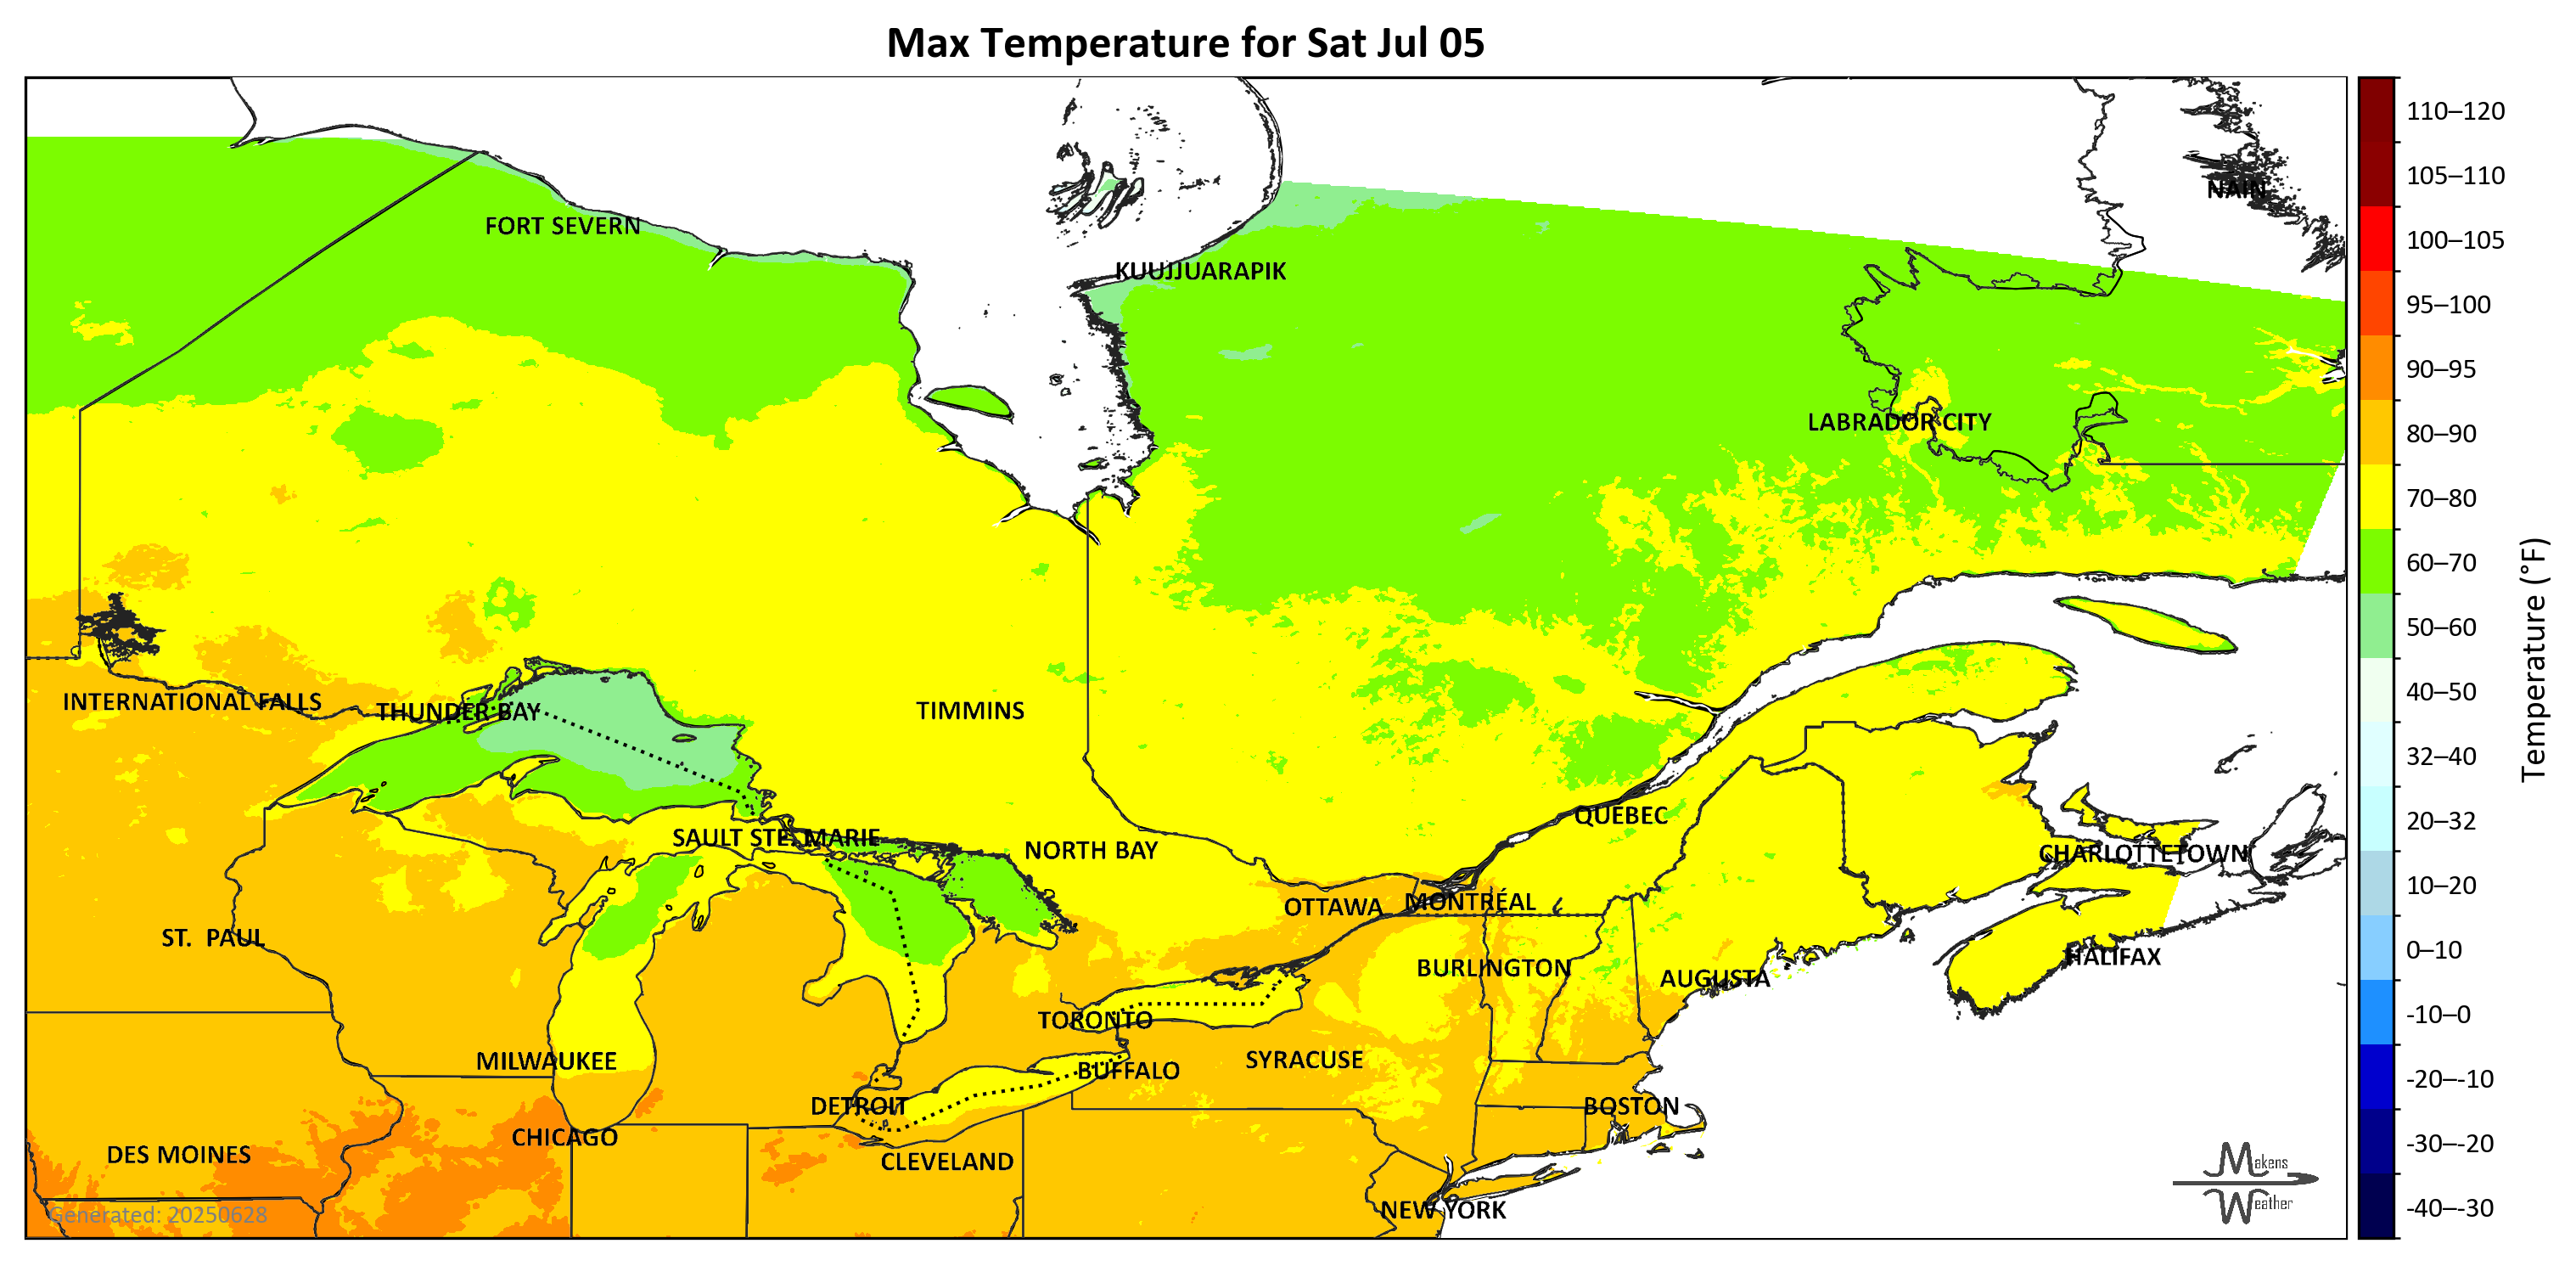 Max Temperature for Sat Jul 05
NAIN
FORT SEVERN
KUUJJUARAPIK
LABRADOR CITY
INTERNATIONAL FALLS
THUNDER BAY
TIMMINS
QUÉBEC
SAULT STE. MARIE
NORTH BAY
CHARLOTTETOWN
OTTAWA
MONTRÉAL
ST. PAUL
HALIFAX
BURLINGTON
AUGUSTA
TORONTO
MILWAUKEE
SYRACUSE
BUFFALO
DETROIT
BOSTON
CHICAGO
DES MOINES
CLEVELAND
NEW YORK
Generated: 20250628
Makens
Weather
110–120
105–110
100–105
95–100
90–95
80–90
70–80
60–70
50–60
40–50
32–40
20–32
10–20
0–10
-10–0
-20–-10
-30–-20
-40–-30
Temperature (°F)